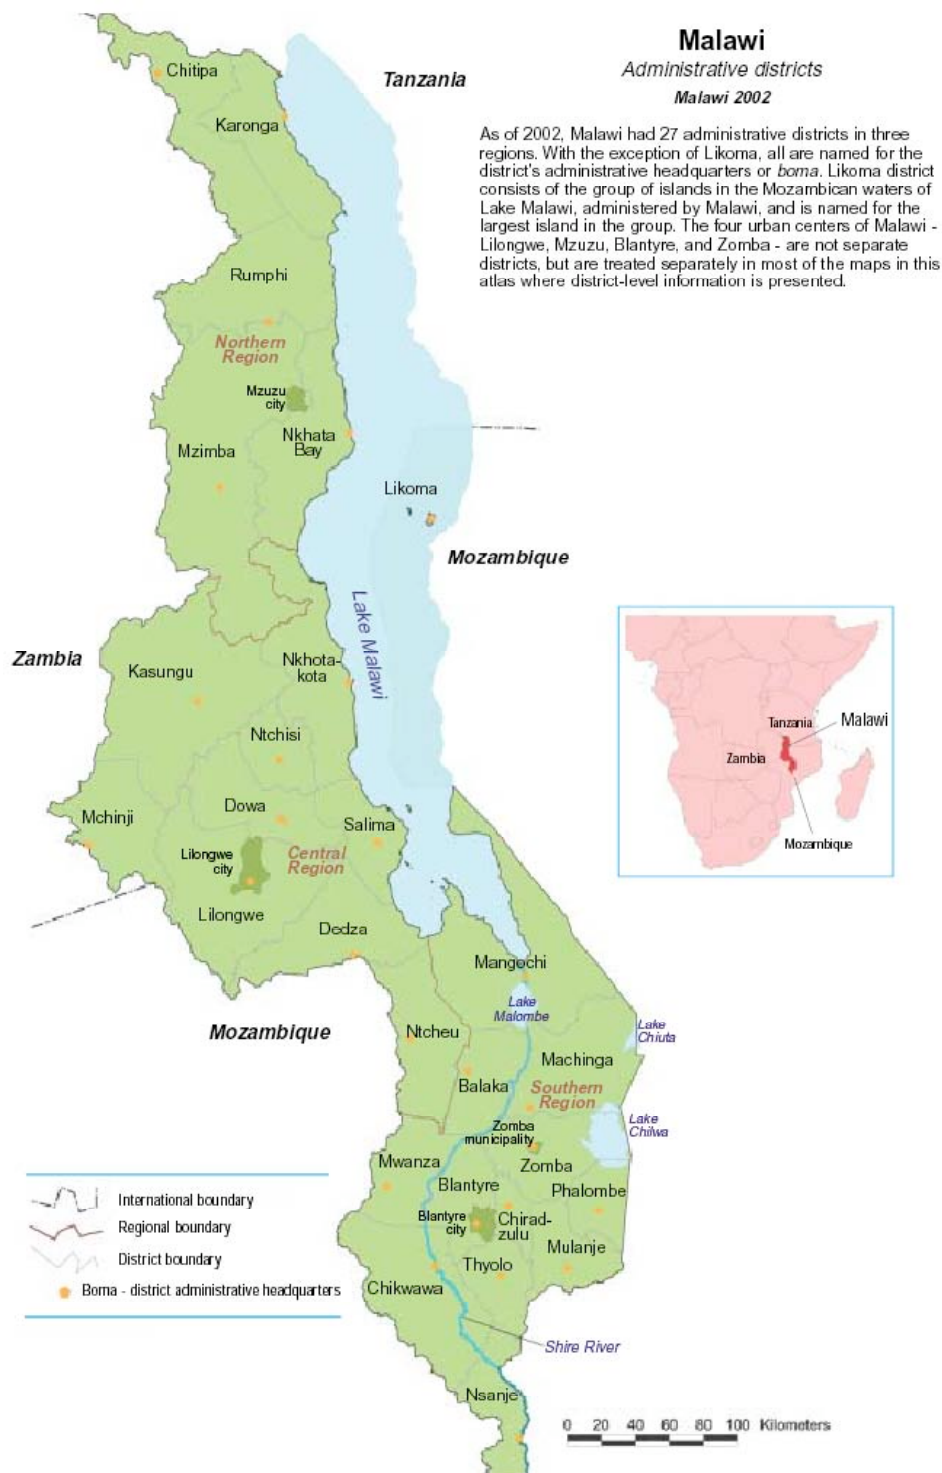 Malawi
Administrative districts
Malawi 2002
As of 2002, Malawi had 27 administrative districts in three
regions. With the exception of Likoma, all are named for the
district's administrative headquarters or boma. Likoma district
consists of the group of islands in the Mozambican waters of
Lake Malawi, administered by Malawi, and is named for the
largest island in the group. The four urban centers of Malawi -
Lilongwe, Mzuzu, Blantyre, and Zomba - are not separate
districts, but are treated separately in most of the maps in this
atlas where district-level information is presented.
Chitipa
Tanzania
Karonga
Rumphi
Northern
Region
Mzuzu
city
Nkhata
Bay
Mzimba
Likoma
Mozambique
Lake Malawi
Zambia
Kasungu
Nkhota-
kota
Ntchisi
Mchinji
Dowa
Salima
Lilongwe
city
Central
Region
Lilongwe
Dedza
Mangochi
Lake
Malombe
Mozambique
Ntcheu
Lake
Chiuta
Machinga
Balaka
Southern
Region
Lake
Chilwa
Zomba
municipality
Zomba
Mwanza
Blantyre
Phalombe
Blantyre
city
Chirad-
zulu
Mulanje
Thyolo
Chikwawa
Shire River
Nsanje
Tanzania
Malawi
Zambia
Mozambique
International boundary
Regional boundary
District boundary
Boma - district administrative headquarters
0 20 40 60 80 100 Kilometers